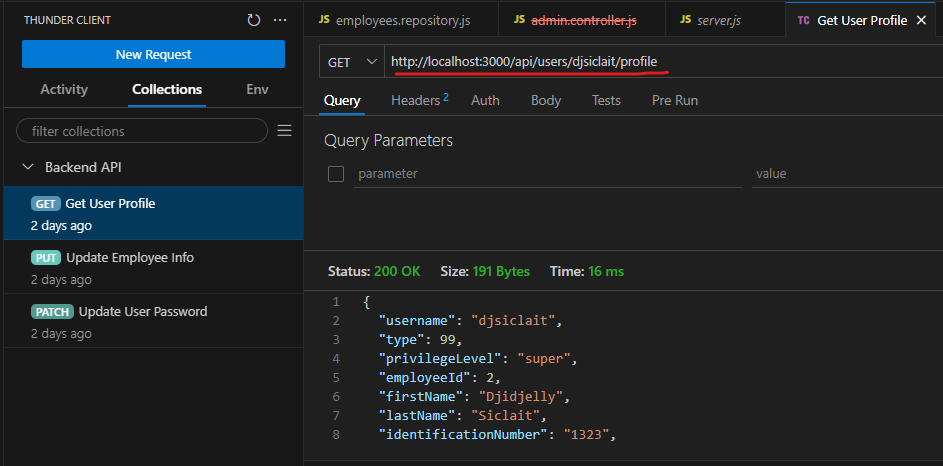 THUNDER CLIENT
New Request
Activity Collections Env
filter collections
Backend API
GET Get User Profile
2 days ago
PUT Update Employee Info
2 days ago
PATCH Update User Password
2 days ago
JS employees.repository.js JS admin.controller.js JS server.js TC Get User Profile
GET http://localhost:3000/api/users/djsiclait/profile
Query Headers 2 Auth Body Tests Pre Run
Query Parameters
parameter value
Status: 200 OK Size: 191 Bytes Time: 16 ms
1 {
2 "username": "djsiclait",
3 "type": 99,
4 "privilegeLevel": "super",
5 "employeeId": 2,
6 "firstName": "Djidjelly",
7 "lastName": "Siclait",
8 "identificationNumber": "1323",